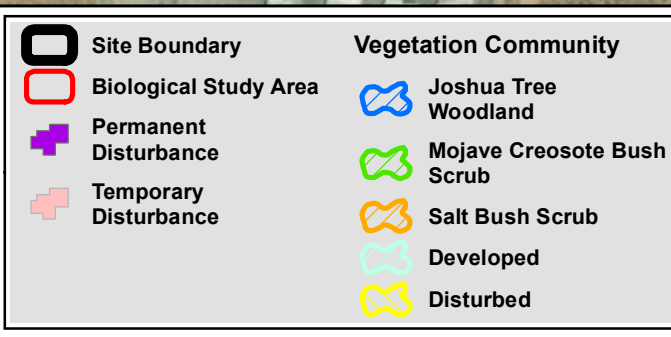 Site Boundary
Biological Study Area
Permanent
Disturbance
Temporary
Disturbance
Vegetation Community
Joshua Tree
Woodland
Mojave Creosote Bush
Scrub
Salt Bush Scrub
Developed
Disturbed